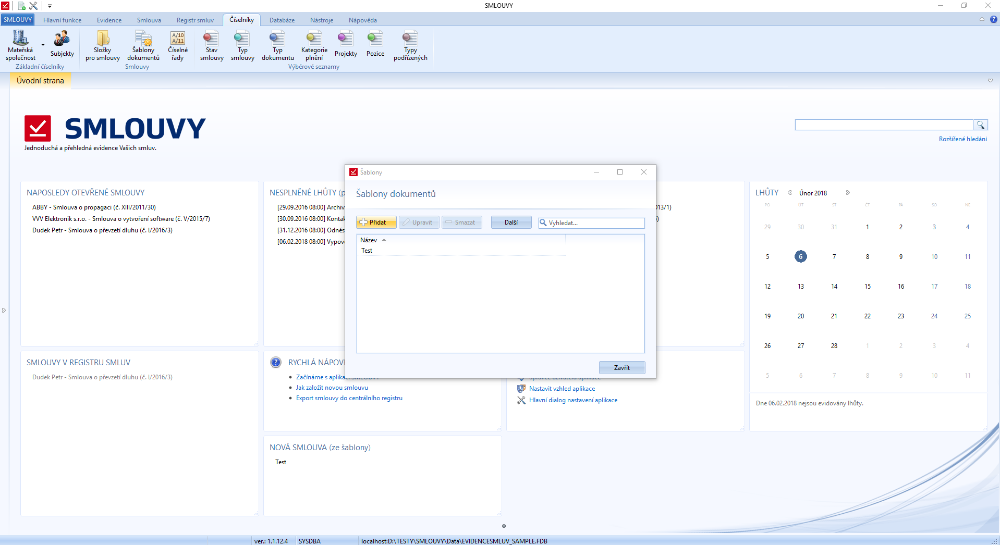 SMLOUVY
SMLOUVY Hlavní funkce Evidence Smlouva Registr smluv Číselníky Databáze Nástroje Nápověda
Mateřská společnost
Subjekty
Základní číselníky
Složky pro smlouvy
Šablony dokumentů
A/10
A/11
Číselné řady
Smlouvy
Stav smlouvy
Typ smlouvy
Typ dokumentu
Kategorie plnění
Projekty
Pozice
Typy podřízených
Výběrové seznamy
Úvodní strana
SMLOUVY
Jednoduchá a přehledná evidence Vašich smluv.
Rozšířené hledání
NAPOSLEDY OTEVŘENÉ SMLOUVY
ABBY - Smlouva o propagaci (č. XIII/2011/30)
VVV Elektronik s.r.o. - Smlouva o vytvoření software (č. V/2015/7)
Dudek Petr - Smlouva o převzetí dluhu (č. I/2016/3)
NESPLNĚNÉ LHŮTY (p
[29.09.2016 08:00] Archiv
[30.09.2016 08:00] Kontak
[31.12.2016 08:00] Odnés
[06.02.2018 08:00] Vypov
013/1)
Šablony
Šablony dokumentů
Přidat Upravit Smazat Další Vyhledat...
Název
Test
Zavřít
LHŮTY Únor 2018
PO ÚT ST ČT PÁ SO NE
29 30 31 1 2 3 4
5 6 7 8 9 10 11
12 13 14 15 16 17 18
19 20 21 22 23 24 25
26 27 28 1 2 3 4
5 6 7 8 9 10 11
Dne 06.02.2018 nejsou evidovány lhůty.
SMLOUVY V REGISTRU SMLUV
Dudek Petr - Smlouva o převzetí dluhu (č. I/2016/3)
RYCHLÁ NÁPOVĚ
Začínáme s aplikací SMLOUVY
Jak založit novou smlouvu
Export smlouvy do centrálního registru
Správce uživatelů aplikace
Nastavit vzhled aplikace
Hlavní dialog nastavení aplikace
NOVÁ SMLOUVA (ze šablony)
Test
ver.: 1.1.12.4 SYSDBA localhost:D:\TESTY\SMLOUVY\Data\EVIDENCESMLUV_SAMPLE.FDB